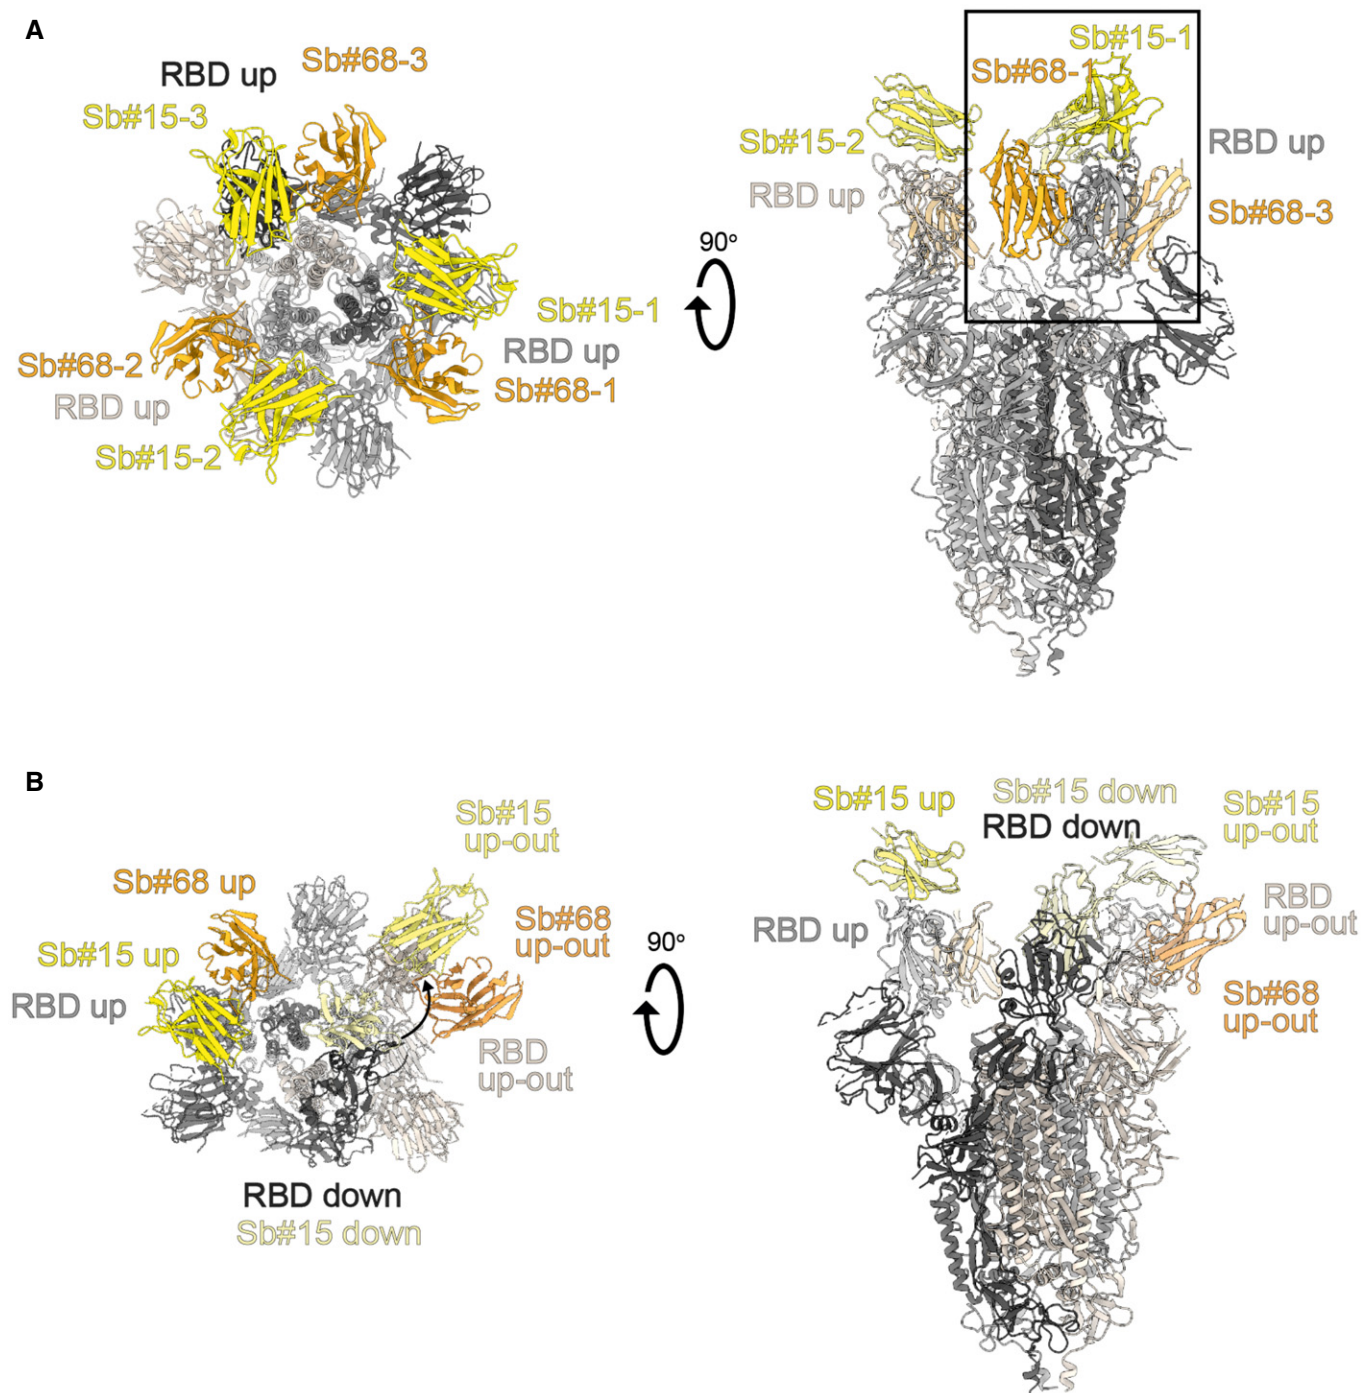 A
RBD up
Sb#68-3
Sb#15-3
Sb#15-1
RBD up
Sb#68-1
Sb#68-2
RBD up
Sb#15-2
90°
Sb#15-1
Sb#68-1
Sb#15-2
RBD up
RBD up
Sb#68-3
B
Sb#15
up-out
Sb#68 up
Sb#68
up-out
Sb#15 up
RBD up
RBD
up-out
RBD down
Sb#15 down
90°
Sb#15 up
Sb#15 down
RBD down
Sb#15
up-out
RBD up
RBD
up-out
Sb#68
up-out